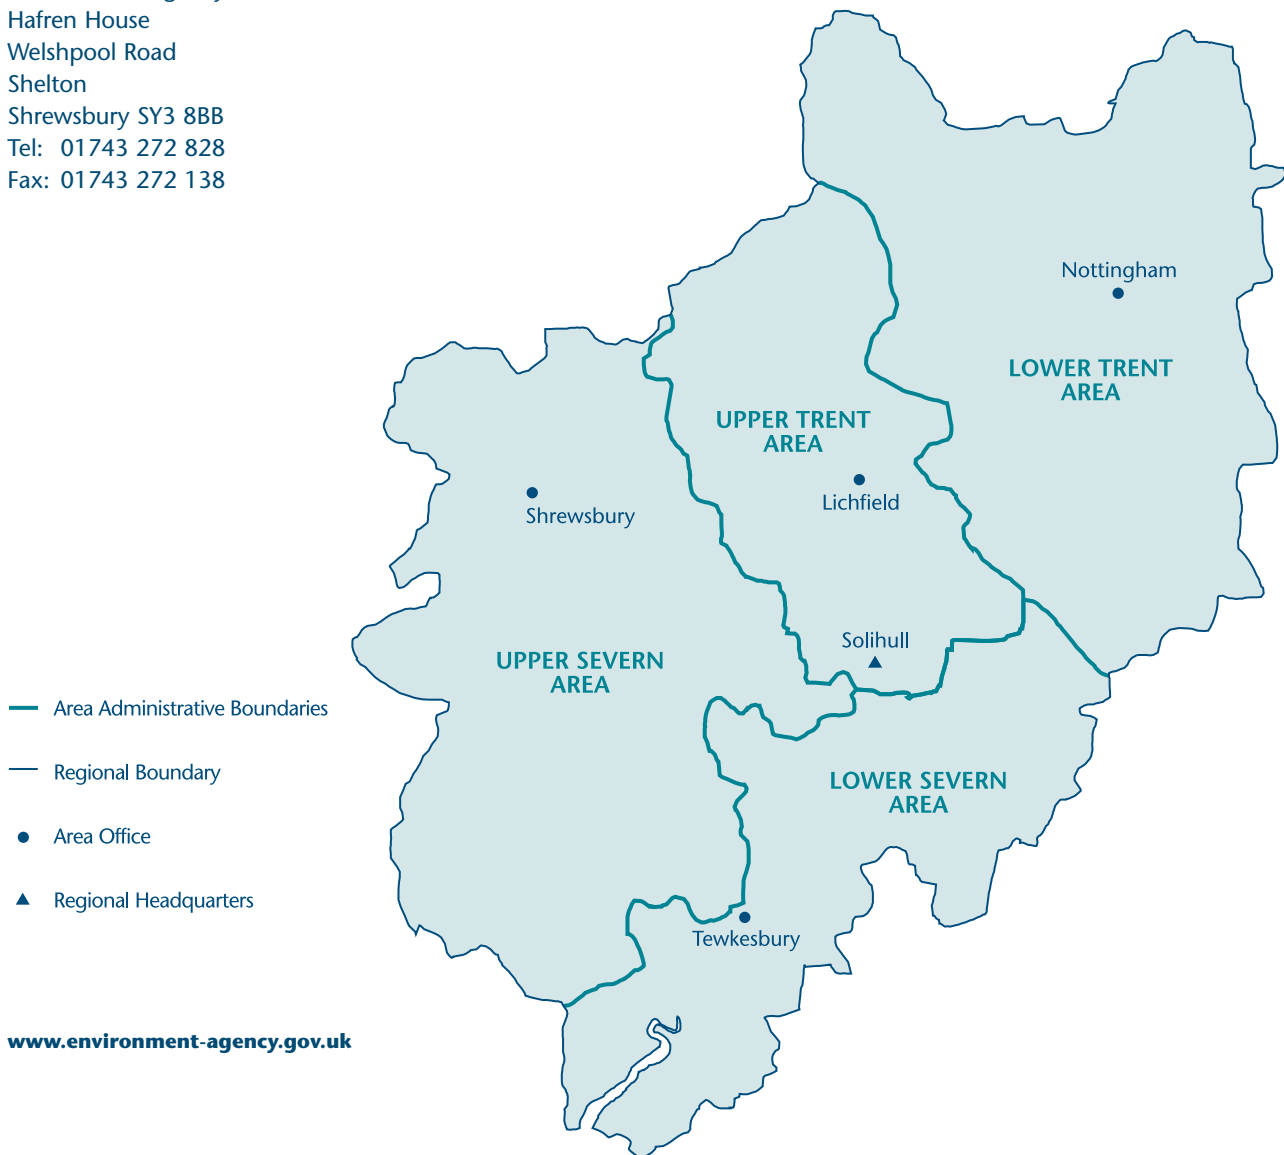 Hafren House
Welshpool Road
Shelton
Shrewsbury SY3 8BB
Tel: 01743 272 828
Fax: 01743 272 138
Nottingham
LOWER TRENT
AREA
UPPER TRENT
AREA
Lichfield
Shrewsbury
Solihull
UPPER SEVERN
AREA
LOWER SEVERN
AREA
Tewkesbury
Area Administrative Boundaries
Regional Boundary
Area Office
Regional Headquarters
www.environment-agency.gov.uk